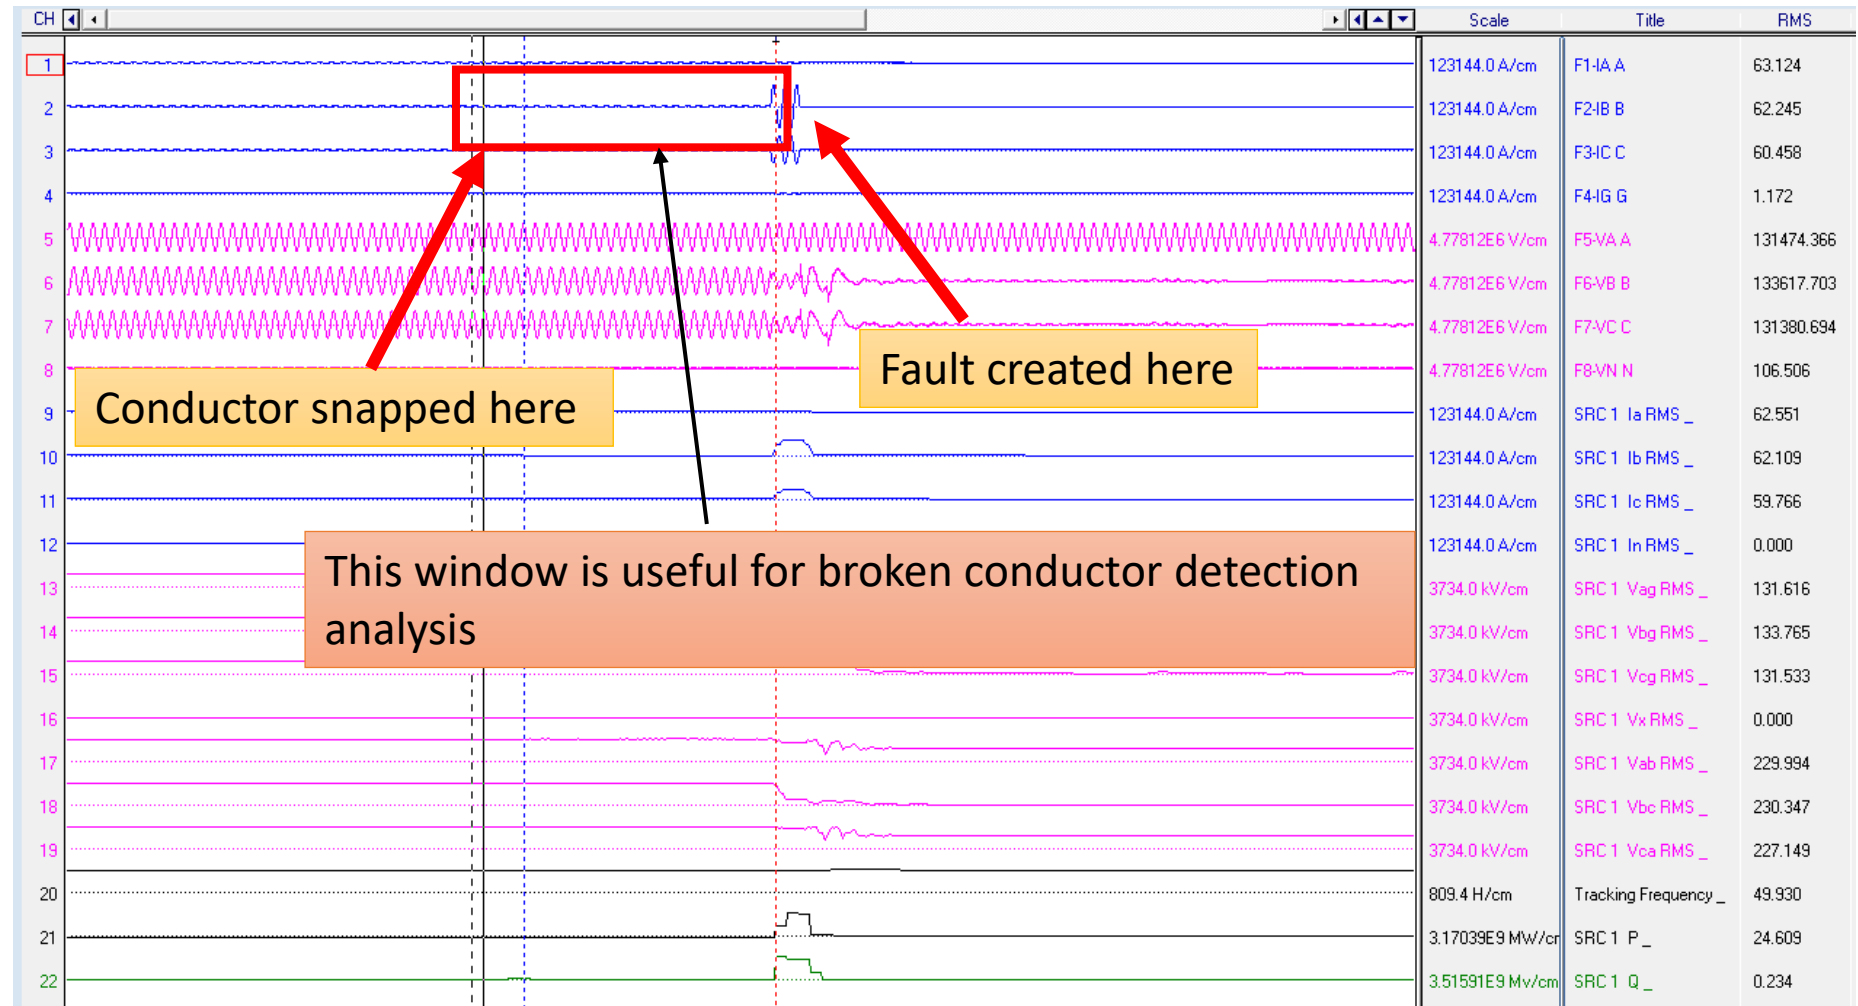 CH Scale Title RMS
1 123144.0 A/cm F1-IA A 63.124
2 123144.0 A/cm F2-IB B 62.245
3 123144.0 A/cm F3-IC C 60.458
4 123144.0 A/cm F4-IG G 1.172
5 4.77812E6 V/cm F5-VA A 131474.366
6 4.77812E6 V/cm F6-VB B 133617.703
7 4.77812E6 V/cm F7-VC C 131380.694
Fault created here
8 4.77812E6 V/cm F8-VN N 106.506
Conductor snapped here
9 123144.0 A/cm SRC 1 Ia RMS _ 62.551
10 123144.0 A/cm SRC 1 Ib RMS _ 62.109
11 123144.0 A/cm SRC 1 Ic RMS _ 59.766
12 123144.0 A/cm SRC 1 In RMS _ 0.000
This window is useful for broken conductor detection
analysis
13 3734.0 kV/cm SRC 1 Vag RMS _ 131.616
14 3734.0 kV/cm SRC 1 Vbg RMS _ 133.765
15 3734.0 kV/cm SRC 1 Vcg RMS _ 131.533
16 3734.0 kV/cm SRC 1 Vx RMS _ 0.000
17 3734.0 kV/cm SRC 1 Vab RMS _ 229.994
18 3734.0 kV/cm SRC 1 Vbc RMS _ 230.347
19 3734.0 kV/cm SRC 1 Vca RMS _ 227.149
20 809.4 H/cm Tracking Frequency _ 49.930
21 3.17039E9 MW/cr SRC 1 P _ 24.609
22 3.51591E9 Mv/cm SRC 1 Q _ 0.234